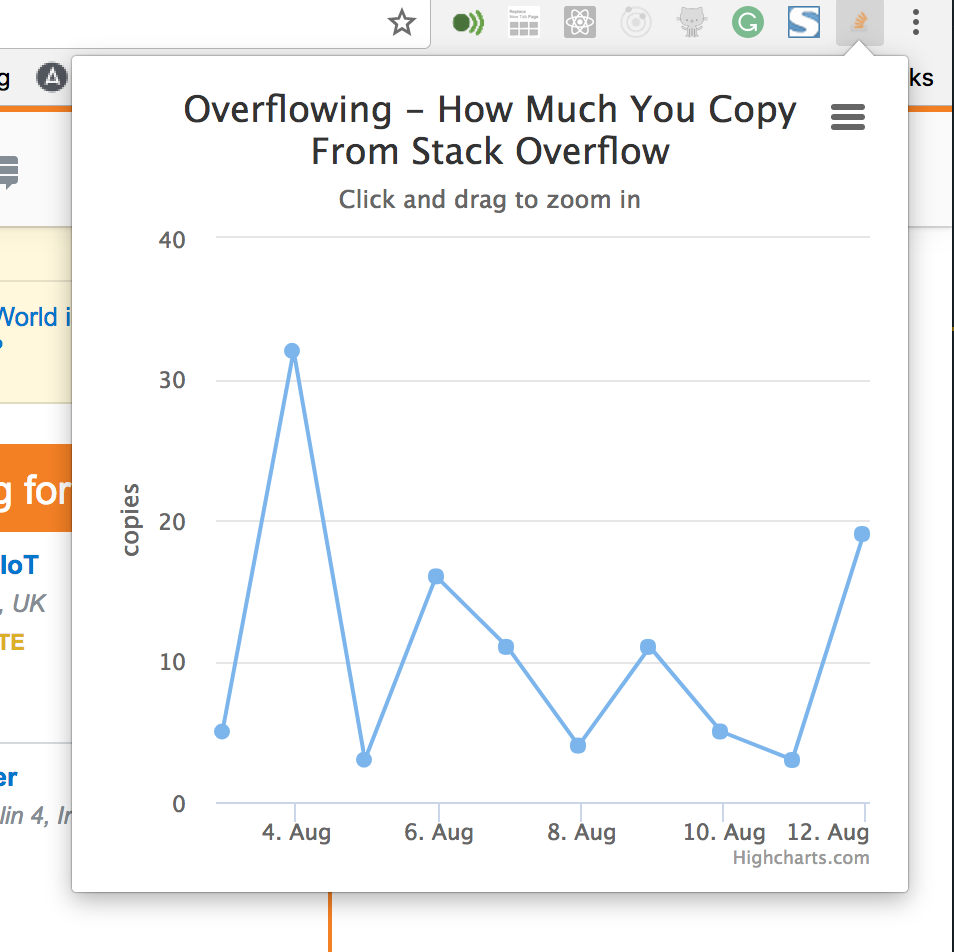 g
ks
Overflowing – How Much You Copy
From Stack Overflow
Click and drag to zoom in
40
30
20
10
0
copies
4. Aug
6. Aug
8. Aug
10. Aug
12. Aug
Highcharts.com
World i
g for
IoT
, UK
TE
er
lin 4, Ir